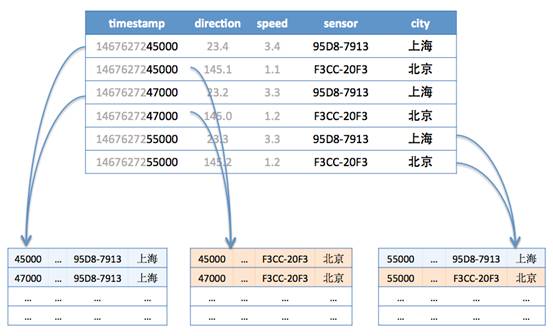 timestamp direction speed sensor city
1467627245000 23.4 3.4 95D8-7913 上海
1467627245000 145.1 1.1 F3CC-20F3 北京
1467627247000 23.2 3.3 95D8-7913 上海
1467627247000 145.0 1.2 F3CC-20F3 北京
1467627255000 23.3 3.3 95D8-7913 上海
1467627255000 145.2 1.2 F3CC-20F3 北京
45000 ... 95D8-7913 上海
47000 ... 95D8-7913 上海
... ... ... ...
... ... ... ...
45000 ... F3CC-20F3 北京
47000 ... F3CC-20F3 北京
... ... ... ...
... ... ... ...
55000 ... 95D8-7913 上海
55000 ... F3CC-20F3 北京
... ... ... ...
... ... ... ...